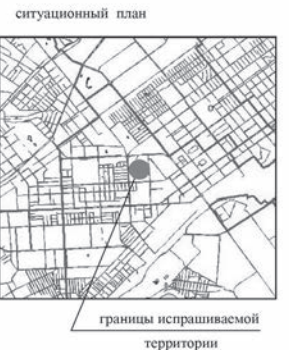 ситуационный план
границы испрашиваемой
территории